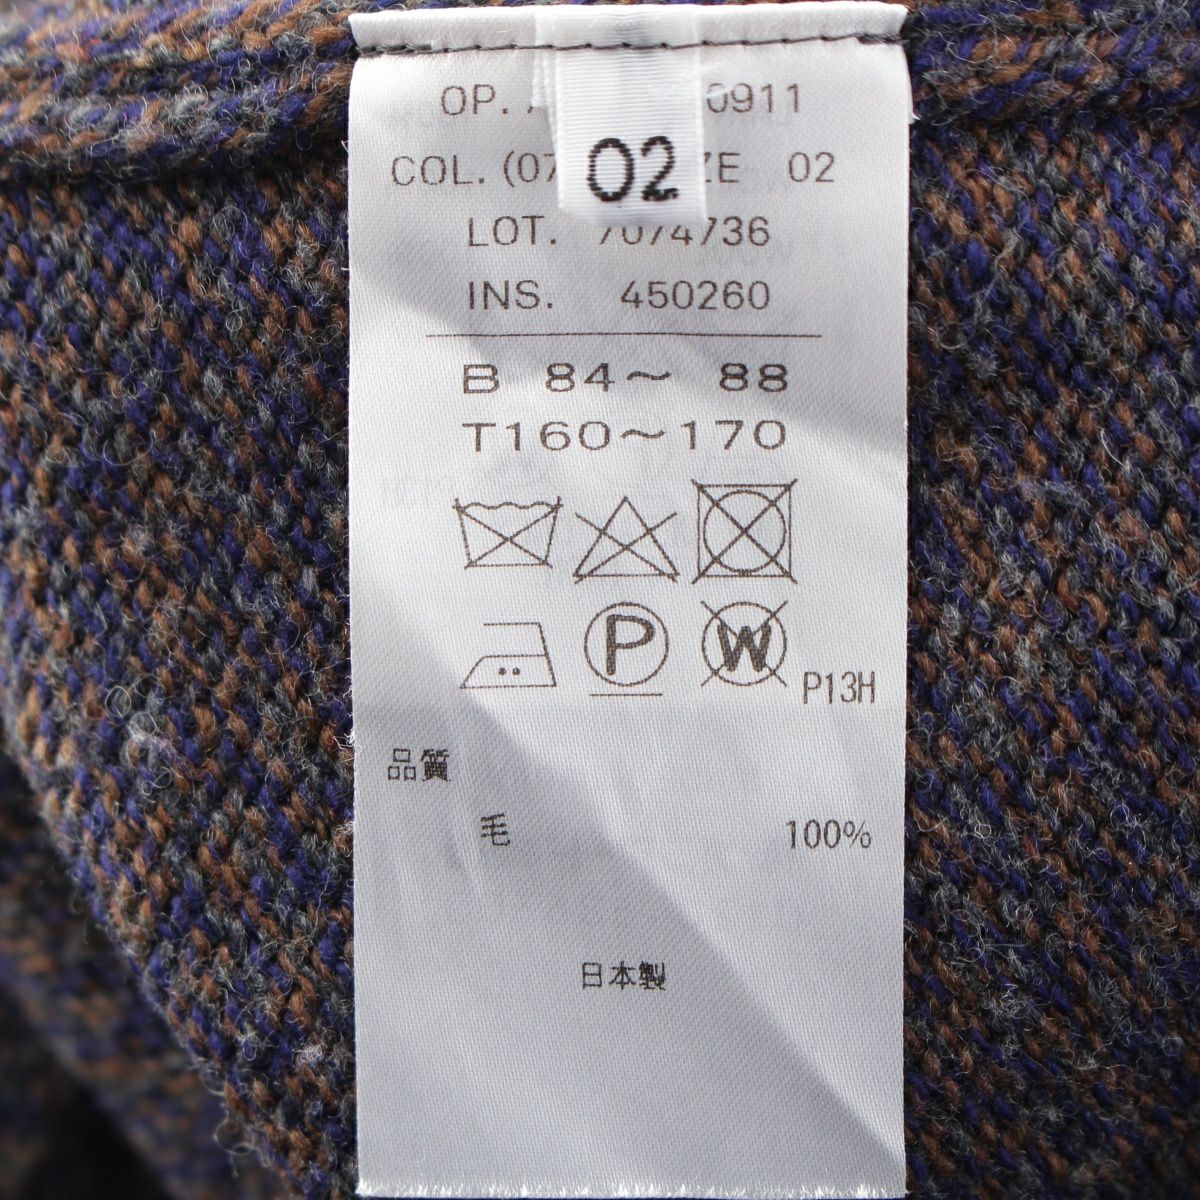 OP. 0911
02
COL. (07 02
LOT. 7074736
INS. 450260
B 84～ 88
T160～170
P W P13H
品質
毛 100%
日本製